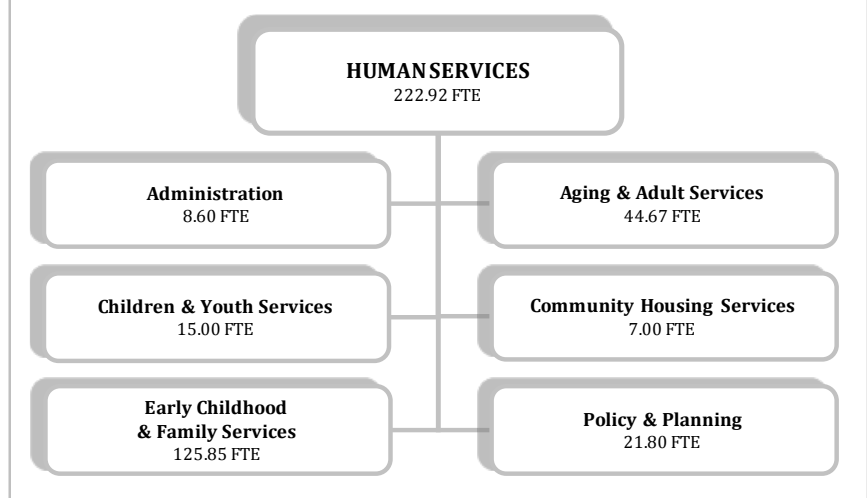 HUMAN SERVICES
222.92 FTE
Administration
8.60 FTE
Aging & Adult Services
44.67 FTE
Children & Youth Services
15.00 FTE
Community Housing Services
7.00 FTE
Early Childhood
& Family Services
125.85 FTE
Policy & Planning
21.80 FTE